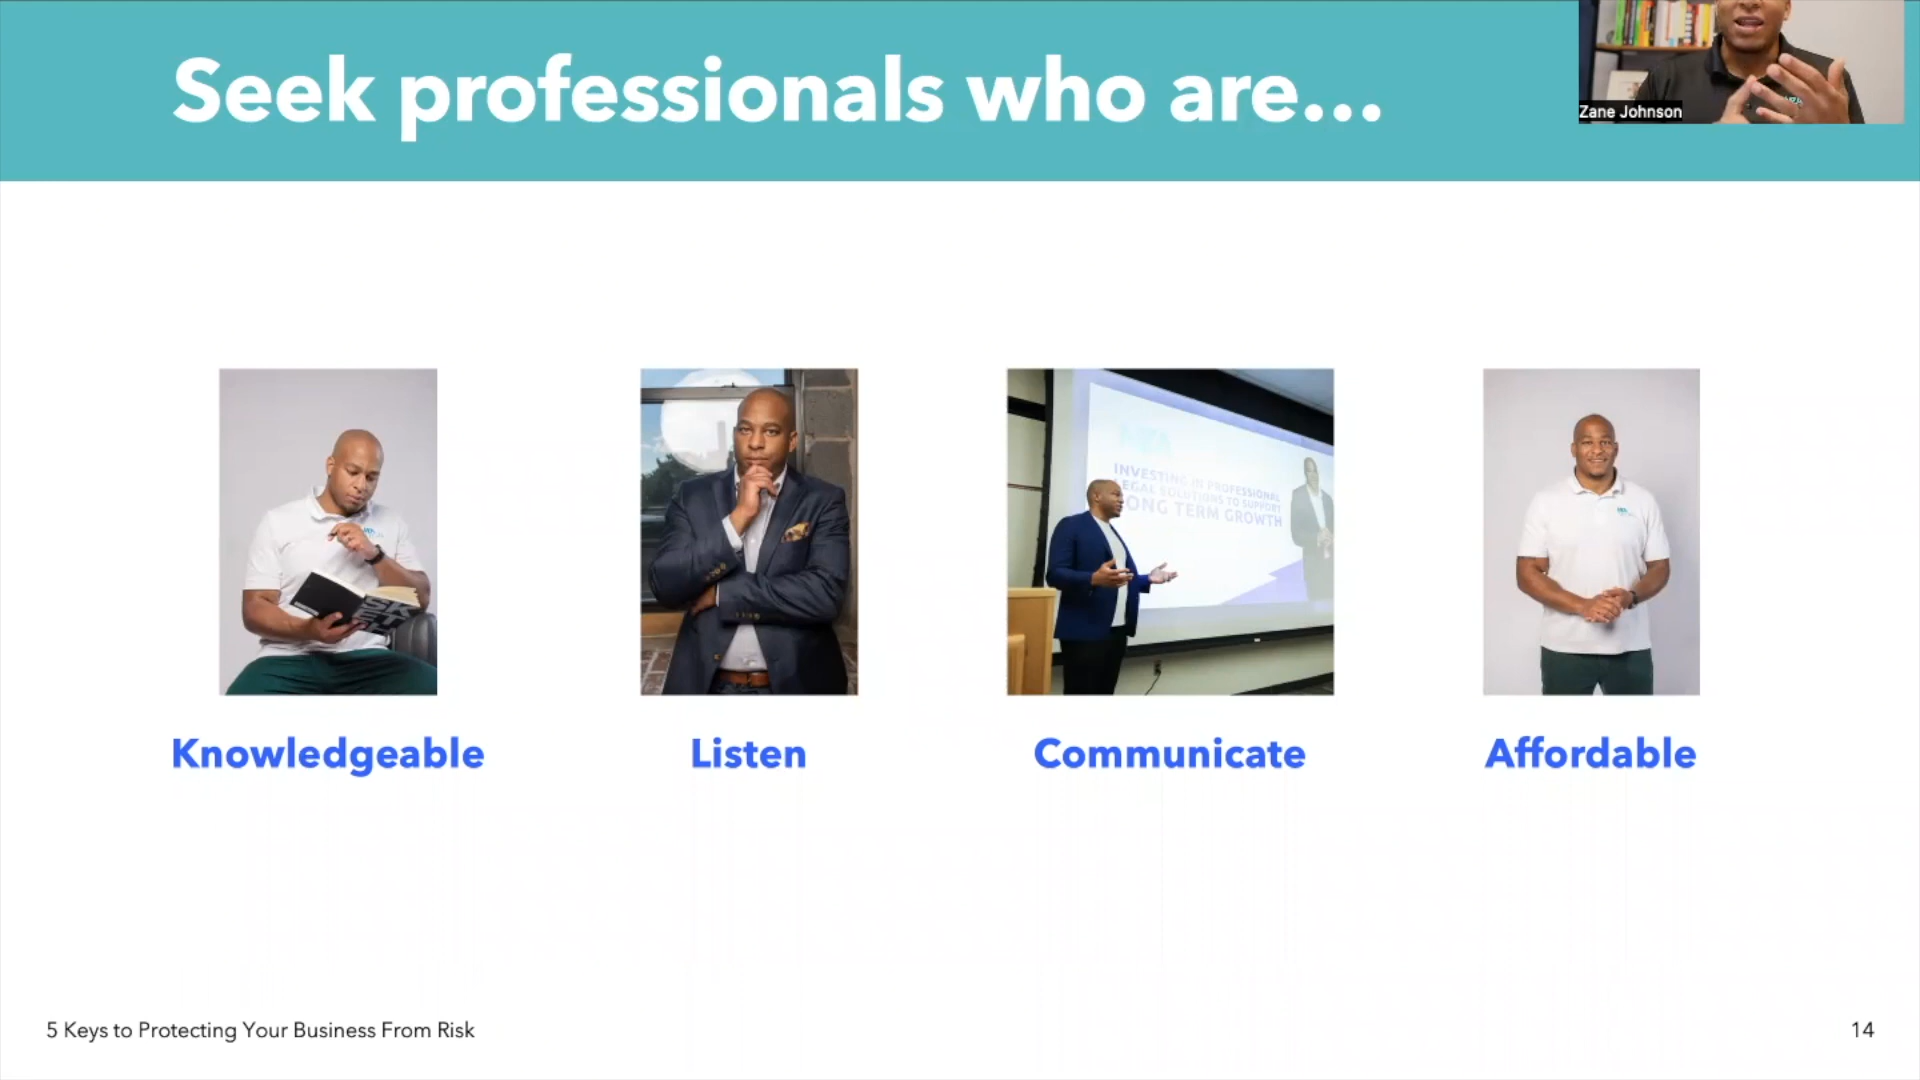 Seek professionals who are...
Zane Johnson
INVESTING IN PROFESSIONAL
LEGAL SOLUTIONS TO SUPPORT
LONG TERM GROWTH
Knowledgeable
Listen
Communicate
Affordable
5 Keys to Protecting Your Business From Risk
14